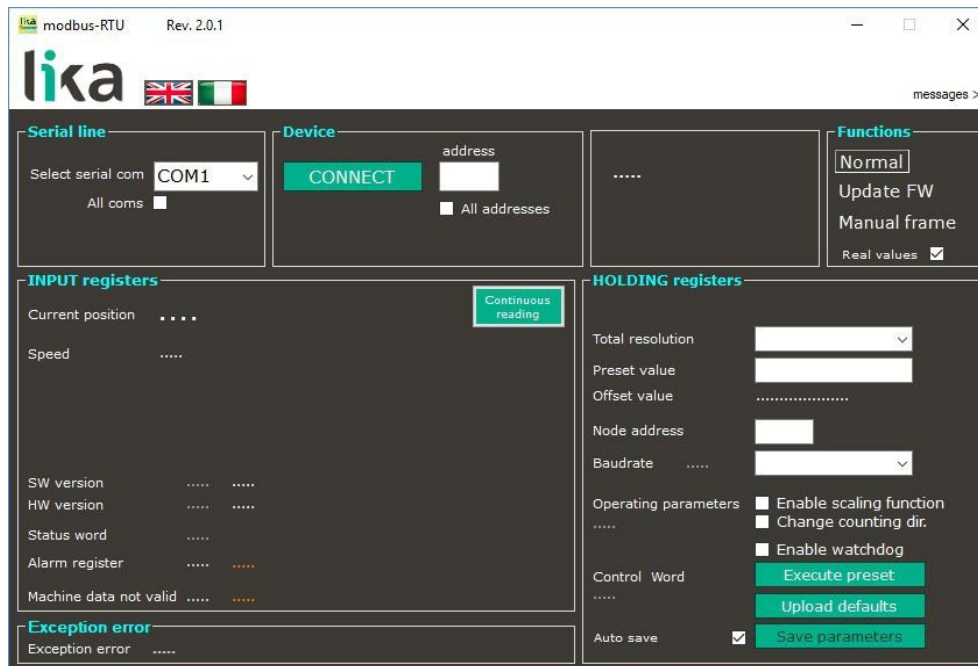 lika modbus-RTU Rev. 2.0.1
lika
messages >
Serial line
Select serial com COM1
All coms
Device
address
CONNECT
All addresses
.....
Functions
Normal
Update FW
Manual frame
Real values
INPUT registers
Continuous
reading
Current position ....
Speed .....
SW version ..... .....
HW version ..... .....
Status word .....
Alarm register ..... .....
Machine data not valid ..... .....
Exception error
Exception error .....
HOLDING registers
Total resolution
Preset value
Offset value ....................
Node address
Baudrate .....
Operating parameters Enable scaling function
..... Change counting dir.
Enable watchdog
Control Word Execute preset
.....
Upload defaults
Auto save Save parameters